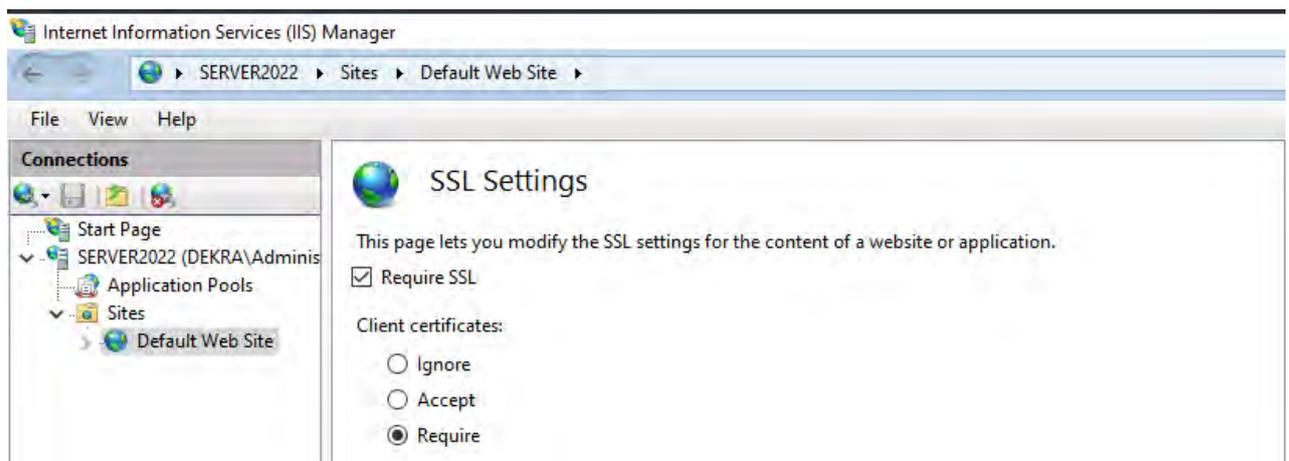 Internet Information Services (IIS) Manager
SERVER2022 Sites Default Web Site
File View Help
Connections
Start Page
SERVER2022 (DEKRA\Adminis
Application Pools
Sites
Default Web Site
SSL Settings
This page lets you modify the SSL settings for the content of a website or application.
Require SSL
Client certificates:
Ignore
Accept
Require